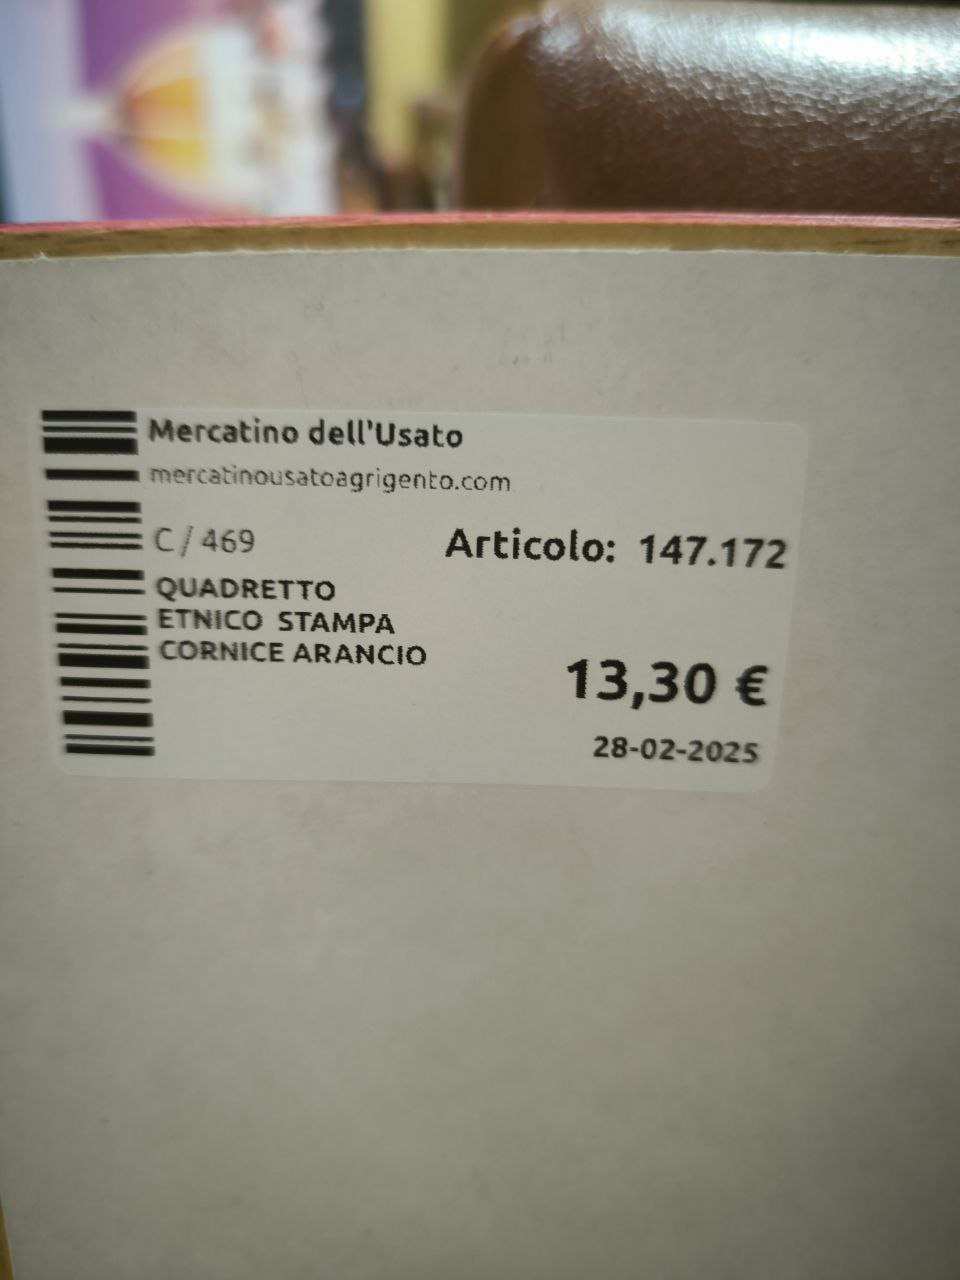 Mercatino dell'Usato
mercatinousatoagrigento.com
C / 469
Articolo: 147.172
QUADRETTO
ETNICO STAMPA
CORNICE ARANCIO
13,30 €
28-02-2025